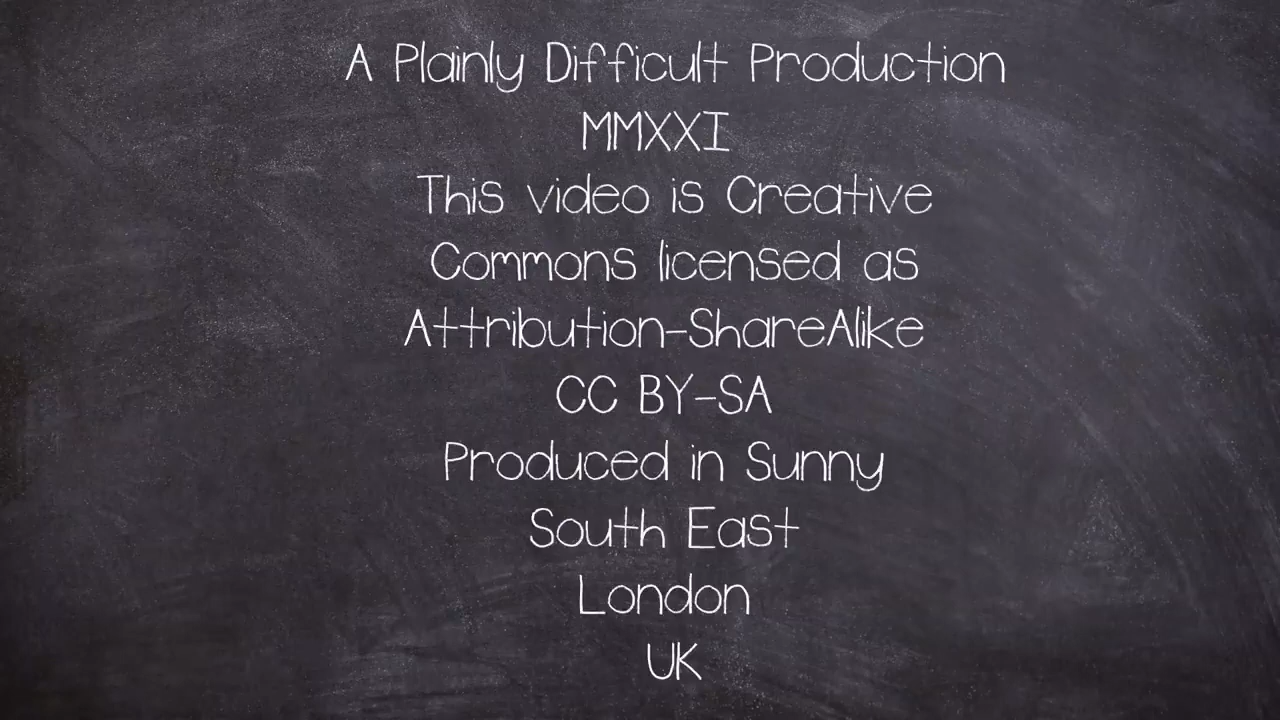 A Plainly Difficult Production
MMXXI
This video is Creative
Commons licensed as
Attribution-ShareAlike
CC BY-SA
Produced in Sunny
South East
London
UK